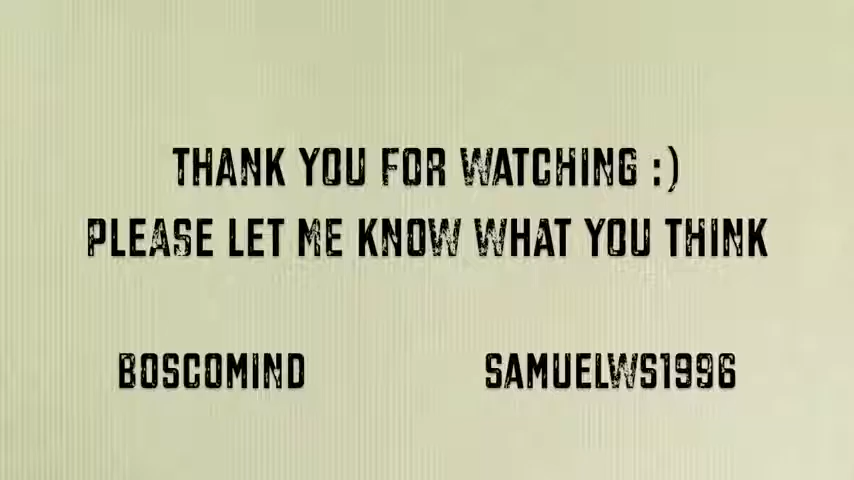 THANK YOU FOR WATCHING :)
PLEASE LET ME KNOW WHAT YOU THINK
BOSCOMIND SAMUELWS1996